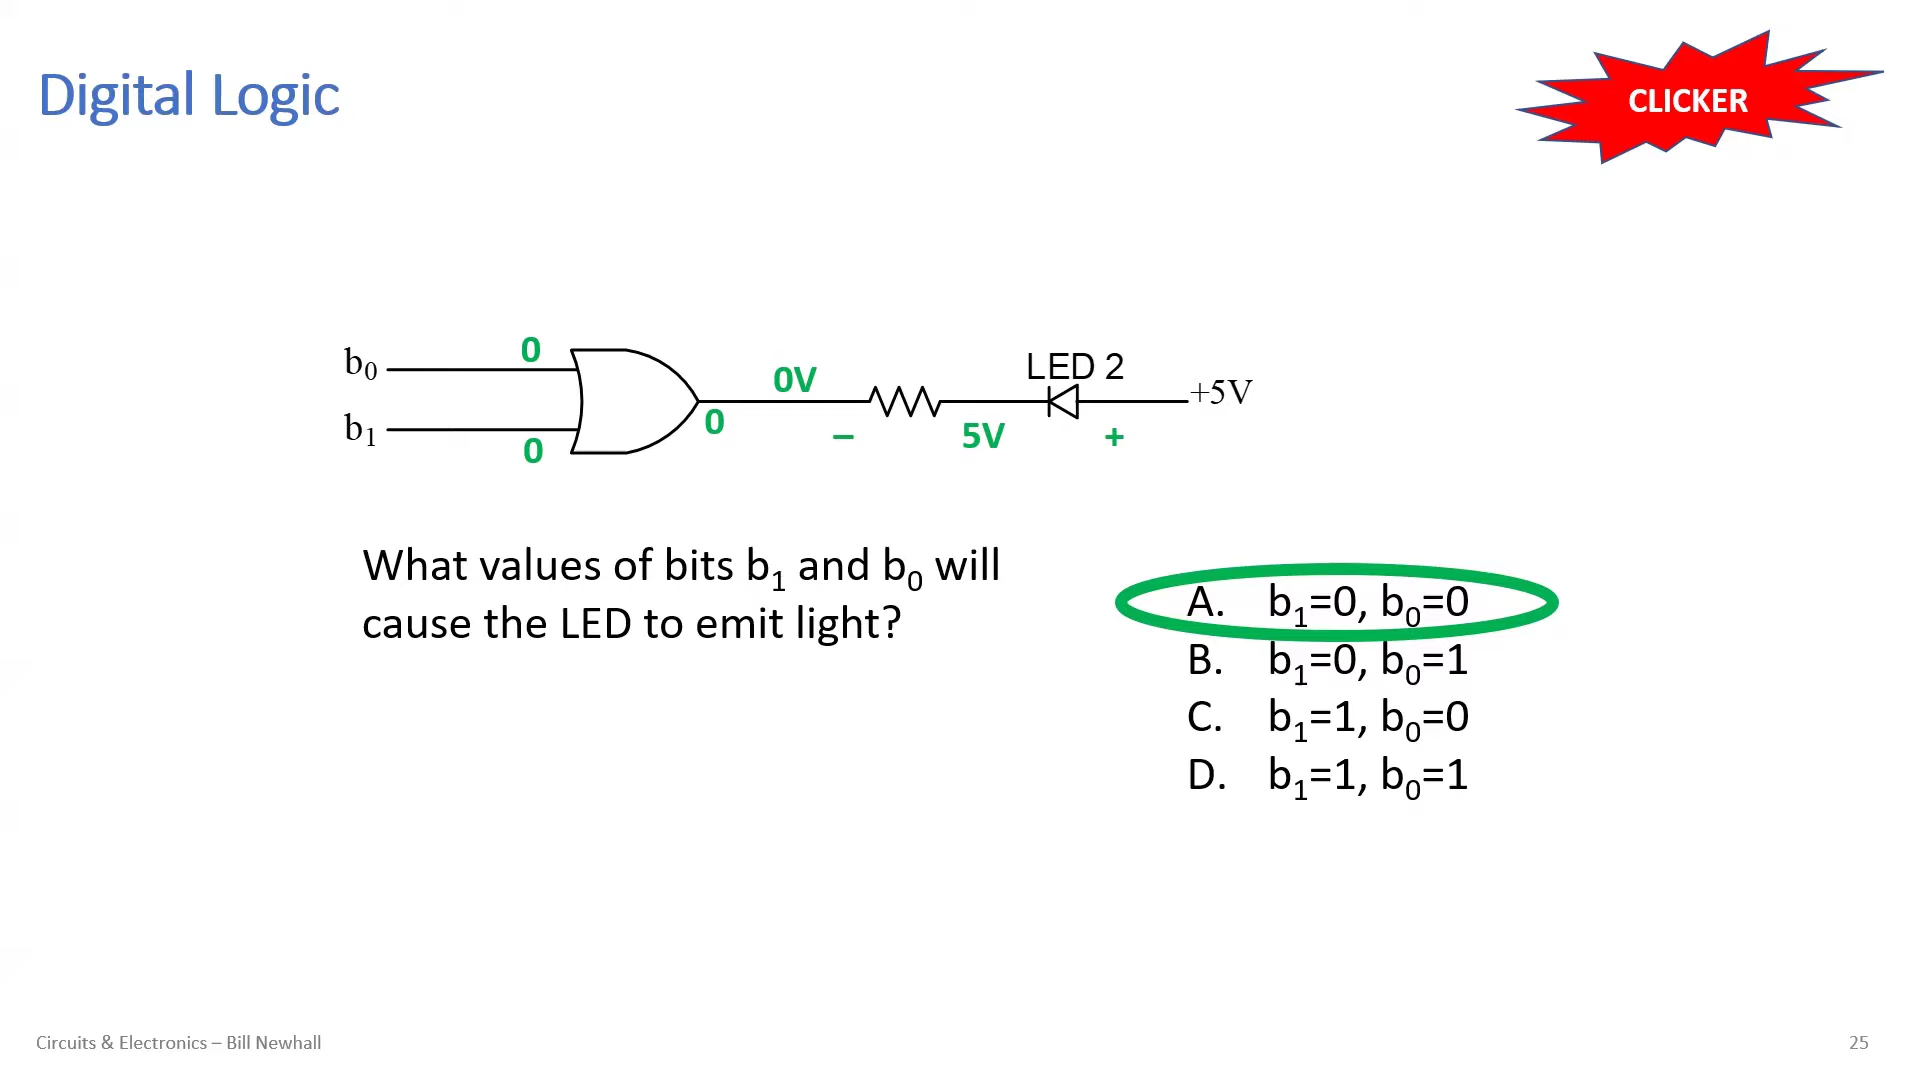 Digital Logic
CLICKER
b₀
0
0V
LED 2
+5V
b₁
0
0
–
5V
+
What values of bits b₁ and b₀ will
cause the LED to emit light?
A. b₁=0, b₀=0
B. b₁=0, b₀=1
C. b₁=1, b₀=0
D. b₁=1, b₀=1
Circuits & Electronics – Bill Newhall
25